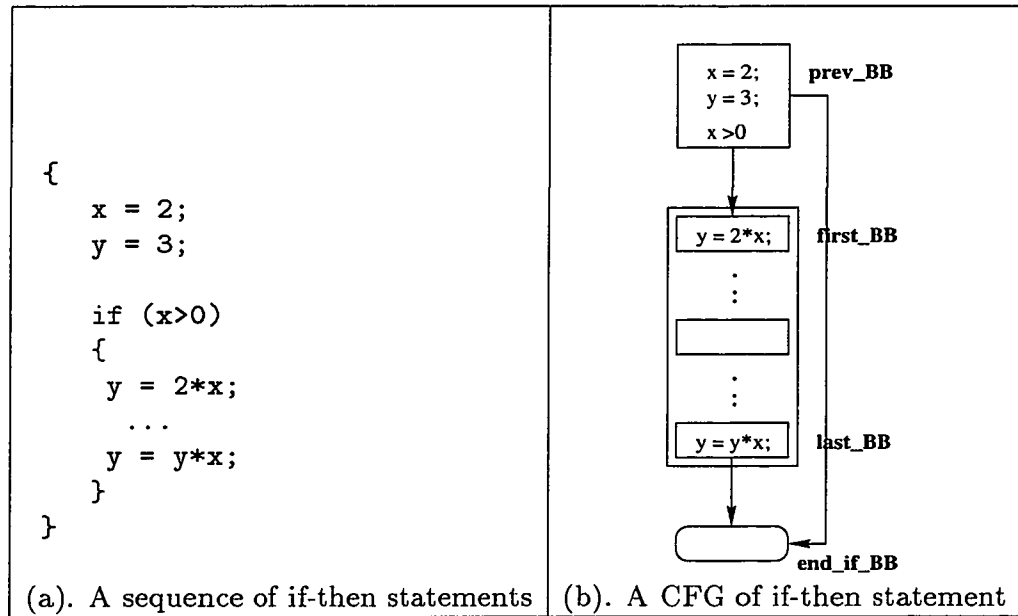 {
x = 2;
y = 3;
if (x>0)
{
y = 2*x;
...
y = y*x;
}
}
(a). A sequence of if-then statements
x = 2;
y = 3;
x >0
prev_BB
y = 2*x;
first_BB
y = y*x;
last_BB
end_if_BB
(b). A CFG of if-then statement